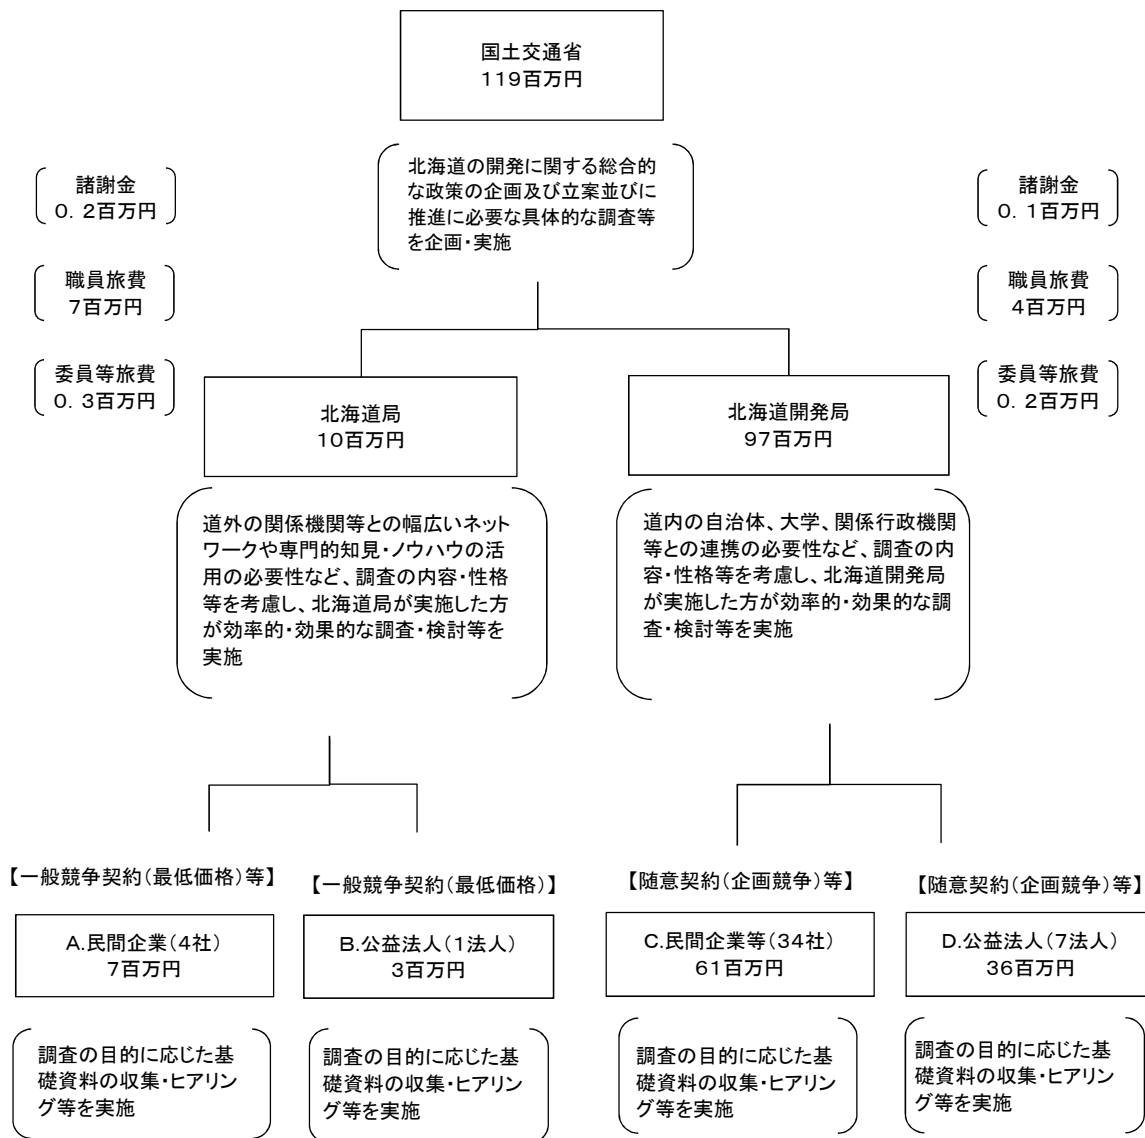 国土交通省
119百万円
北海道の開発に関する総合的
な政策の企画及び立案並びに
推進に必要な具体的な調査等
を企画・実施
諸謝金
0．2百万円
職員旅費
7百万円
委員等旅費
0．3百万円
諸謝金
0．1百万円
職員旅費
4百万円
委員等旅費
0．2百万円
北海道局
10百万円
北海道開発局
97百万円
道外の関係機関等との幅広いネット
ワークや専門的知見・ノウハウの活
用の必要性など、調査の内容・性格
等を考慮し、北海道局が実施した方
が効率的・効果的な調査・検討等を
実施
道内の自治体、大学、関係行政機関
等との連携の必要性など、調査の内
容・性格等を考慮し、北海道開発局
が実施した方が効率的・効果的な調
査・検討等を実施
【一般競争契約（最低価格）等】
【一般競争契約（最低価格）】
【随意契約（企画競争）等】
【随意契約（企画競争）等】
A.民間企業（4社）
7百万円
B.公益法人（1法人）
3百万円
C.民間企業等（34社）
61百万円
D.公益法人（7法人）
36百万円
調査の目的に応じた基
礎資料の収集・ヒアリン
グ等を実施
調査の目的に応じた基
礎資料の収集・ヒアリン
グ等を実施
調査の目的に応じた基
礎資料の収集・ヒアリン
グ等を実施
調査の目的に応じた基
礎資料の収集・ヒアリン
グ等を実施